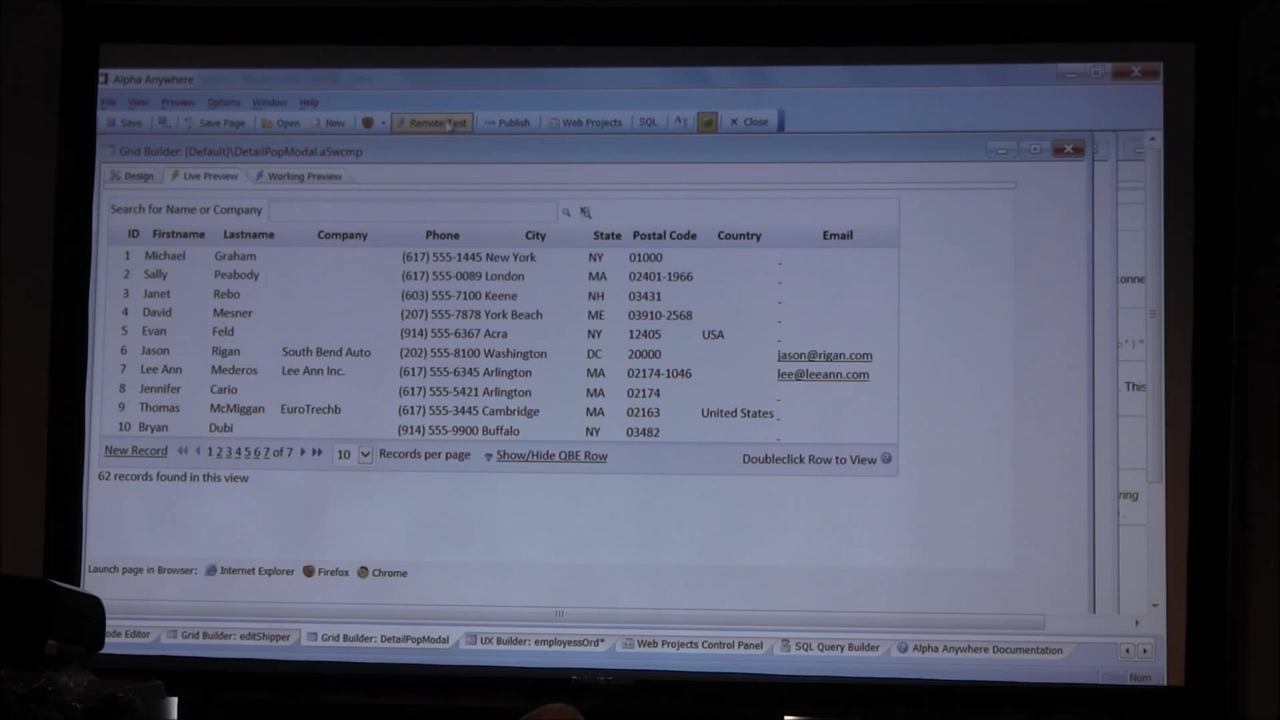 Alpha Anywhere
File View Preview Options Window Help
Save Save Page Open New Remote Test Publish Web Projects SQL Close
Grid Builder: [Default]\DetailPopModal.a5wcmp
Design Live Preview Working Preview
Search for Name or Company
ID Firstname Lastname Company Phone City State Postal Code Country Email
1 Michael Graham (617) 555-1445 New York NY 01000
2 Sally Peabody (617) 555-0089 London MA 02401-1966
3 Janet Rebo (603) 555-7100 Keene NH 03431
4 David Mesner (207) 555-7878 York Beach ME 03910-2568
5 Evan Feld (914) 555-6367 Acra NY 12405 USA
6 Jason Rigan South Bend Auto (202) 555-8100 Washington DC 20000 jason@rigan.com
7 Lee Ann Mederos Lee Ann Inc. (617) 555-6345 Arlington MA 02174-1046 lee@leeann.com
8 Jennifer Cario (617) 555-5421 Arlington MA 02174
9 Thomas McMiggan EuroTrechb (617) 555-3445 Cambridge MA 02163 United States
10 Bryan Dubi (914) 555-9900 Buffalo NY 03482
New Record 1 2 3 4 5 6 7 of 7 10 Records per page Show/Hide QBE Row Doubleclick Row to View
62 records found in this view
onne
This
ring
Launch page in Browser: Internet Explorer Firefox Chrome
ode Editor Grid Builder: editShipper Grid Builder: DetailPopModal UX Builder: employessOrd* Web Projects Control Panel SQL Query Builder Alpha Anywhere Documentation
Num